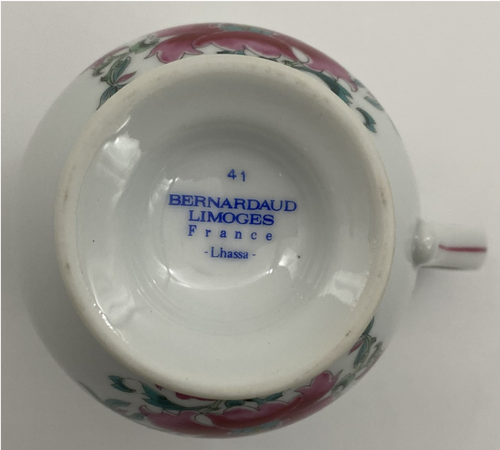 41
BERNARDAUD
LIMOGES
France
- Lhassa -